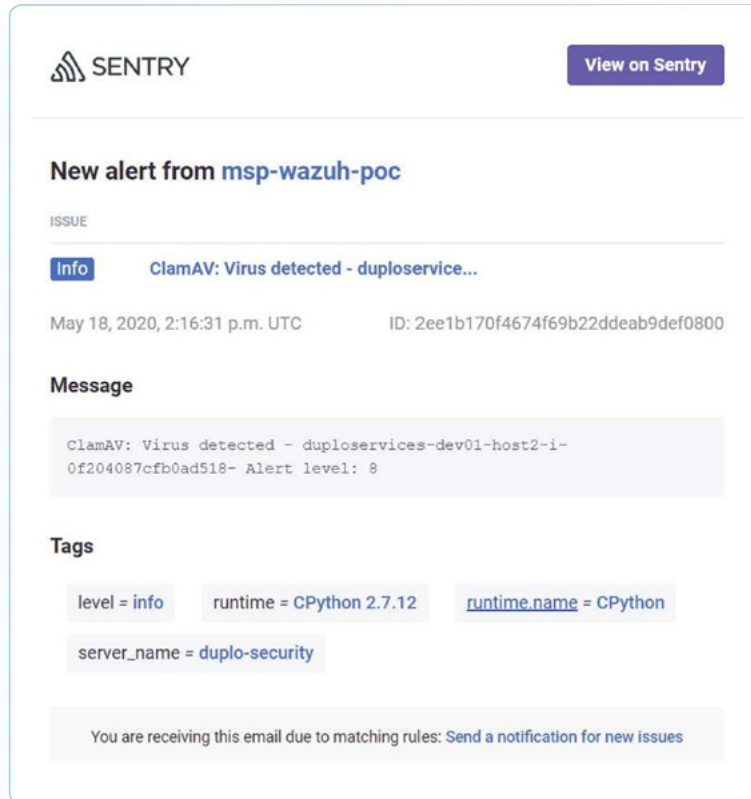 SENTRY
View on Sentry
New alert from msp-wazuh-poc
ISSUE
Info ClamAV: Virus detected - duploservice...
May 18, 2020, 2:16:31 p.m. UTC ID: 2ee1b170f4674f69b22ddeab9def0800
Message
ClamAV: Virus detected - duploservices-dev01-host2-i-
0f204087cfb0ad518- Alert level: 8
Tags
level = info runtime = CPython 2.7.12 runtime.name = CPython
server_name = duplo-security
You are receiving this email due to matching rules: Send a notification for new issues